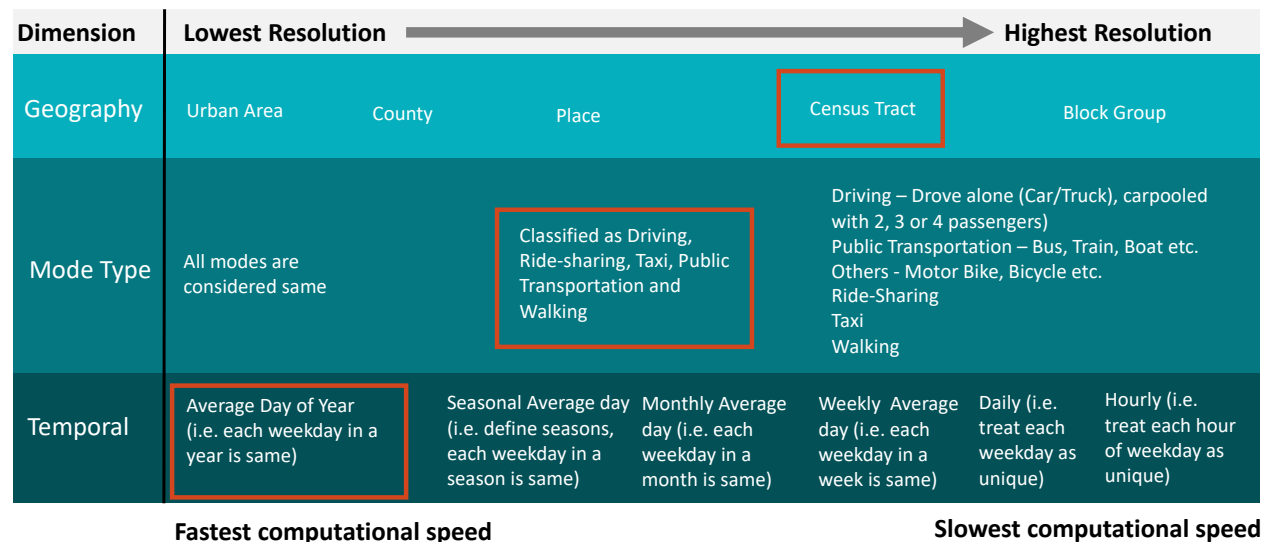 Dimension
Lowest Resolution
Highest Resolution
Geography
Urban Area
County
Place
Census Tract
Block Group
Mode Type
All modes are
considered same
Classified as Driving,
Ride-sharing, Taxi, Public
Transportation and
Walking
Driving – Drove alone (Car/Truck), carpooled
with 2, 3 or 4 passengers)
Public Transportation – Bus, Train, Boat etc.
Others - Motor Bike, Bicycle etc.
Ride-Sharing
Taxi
Walking
Temporal
Average Day of Year
(i.e. each weekday in a
year is same)
Seasonal Average day
(i.e. define seasons,
each weekday in a
season is same)
Monthly Average
day (i.e. each
weekday in a
month is same)
Weekly Average
day (i.e. each
weekday in a
week is same)
Daily (i.e.
treat each
weekday as
unique)
Hourly (i.e.
treat each hour
of weekday as
unique)
Fastest computational speed
Slowest computational speed